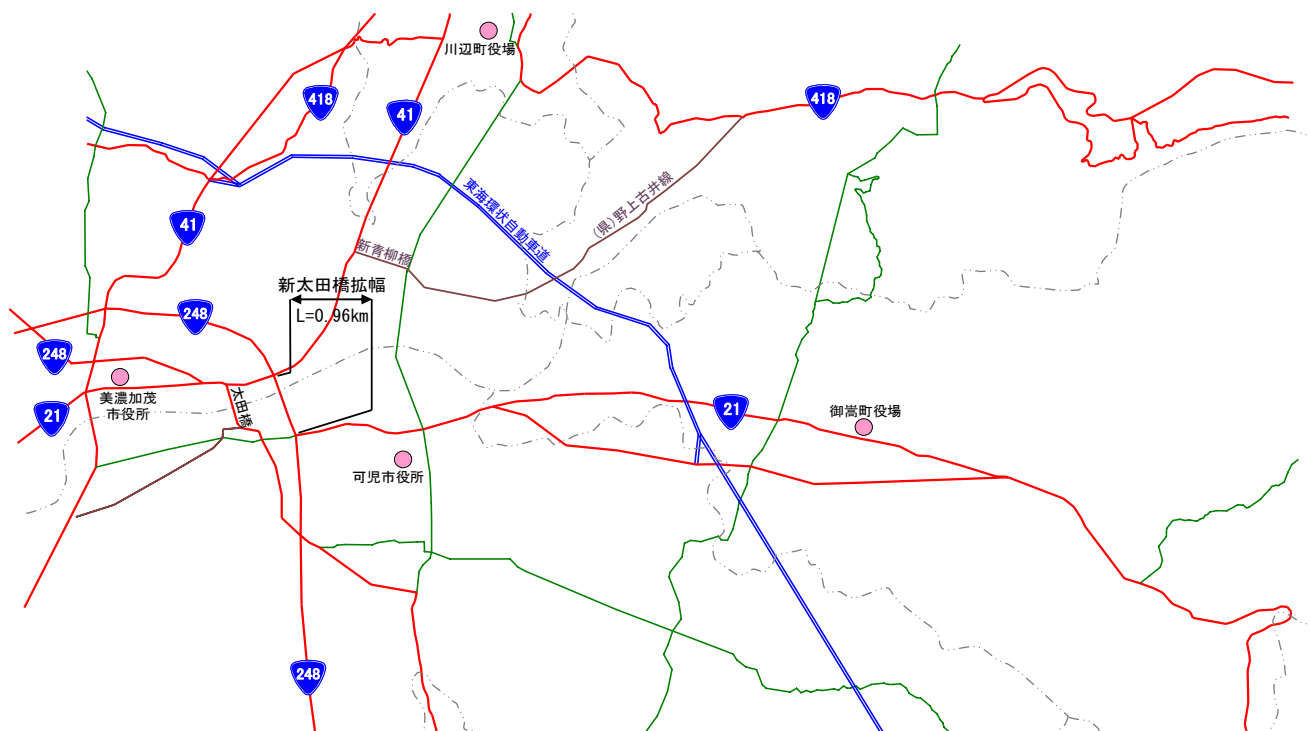 川辺町役場
418
41
418
東海環状自動車道
(県)野上古井線
41
新青柳橋
新太田橋拡幅
L=0.96km
248
248
美濃加茂
市役所
太田橋
21
21
御嵩町役場
可児市役所
248